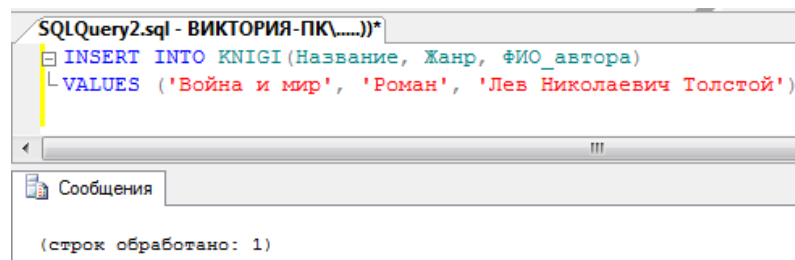 SQLQuery2.sql - ВИКТОРИЯ-ПК\.....))*
INSERT INTO KNIGI(Название, Жанр, ФИО_автора)
VALUES ('Война и мир', 'Роман', 'Лев Николаевич Толстой')
Сообщения
(строк обработано: 1)